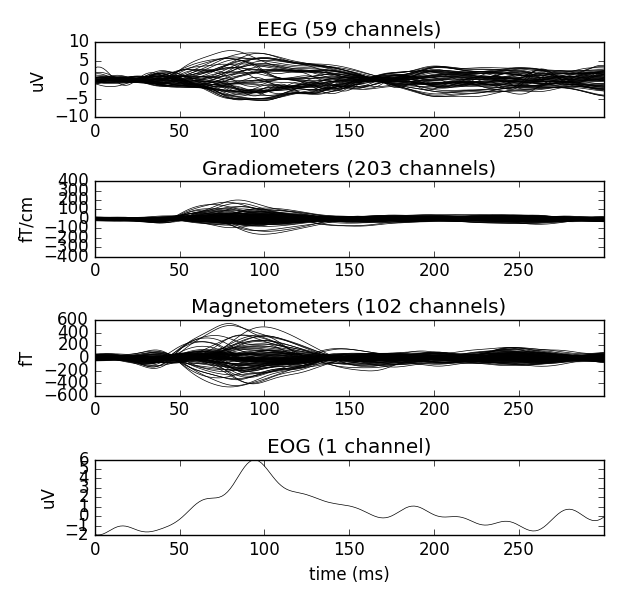 EEG (59 channels)
10
5
0
−5
−10
uV
0 50 100 150 200 250
Gradiometers (203 channels)
400
300
200
100
0
−100
−200
−300
−400
fT/cm
0 50 100 150 200 250
Magnetometers (102 channels)
600
400
200
0
−200
−400
−600
fT
0 50 100 150 200 250
EOG (1 channel)
6
5
4
3
2
1
0
−1
−2
uV
0 50 100 150 200 250
time (ms)